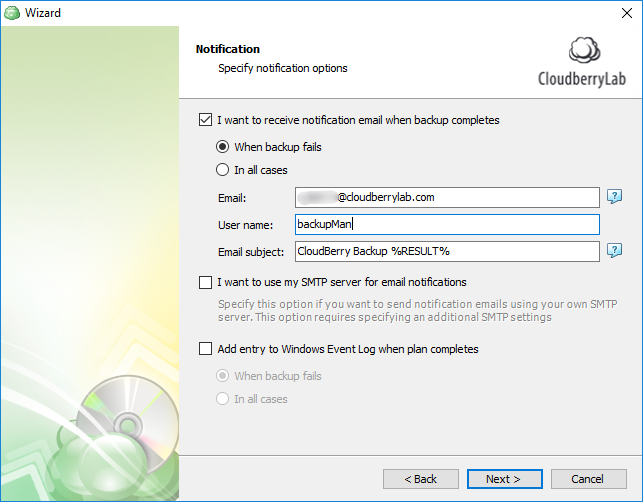 Wizard
Notification
Specify notification options
CloudberryLab
I want to receive notification email when backup completes
When backup fails
In all cases
Email:
@cloudberrylab.com
User name:
backupMan
Email subject:
CloudBerry Backup %RESULT%
I want to use my SMTP server for email notifications
Specify this option if you want to send notification emails using your own SMTP
server. This option requires specifying an additional SMTP settings
Add entry to Windows Event Log when plan completes
When backup fails
In all cases
< Back
Next >
Cancel